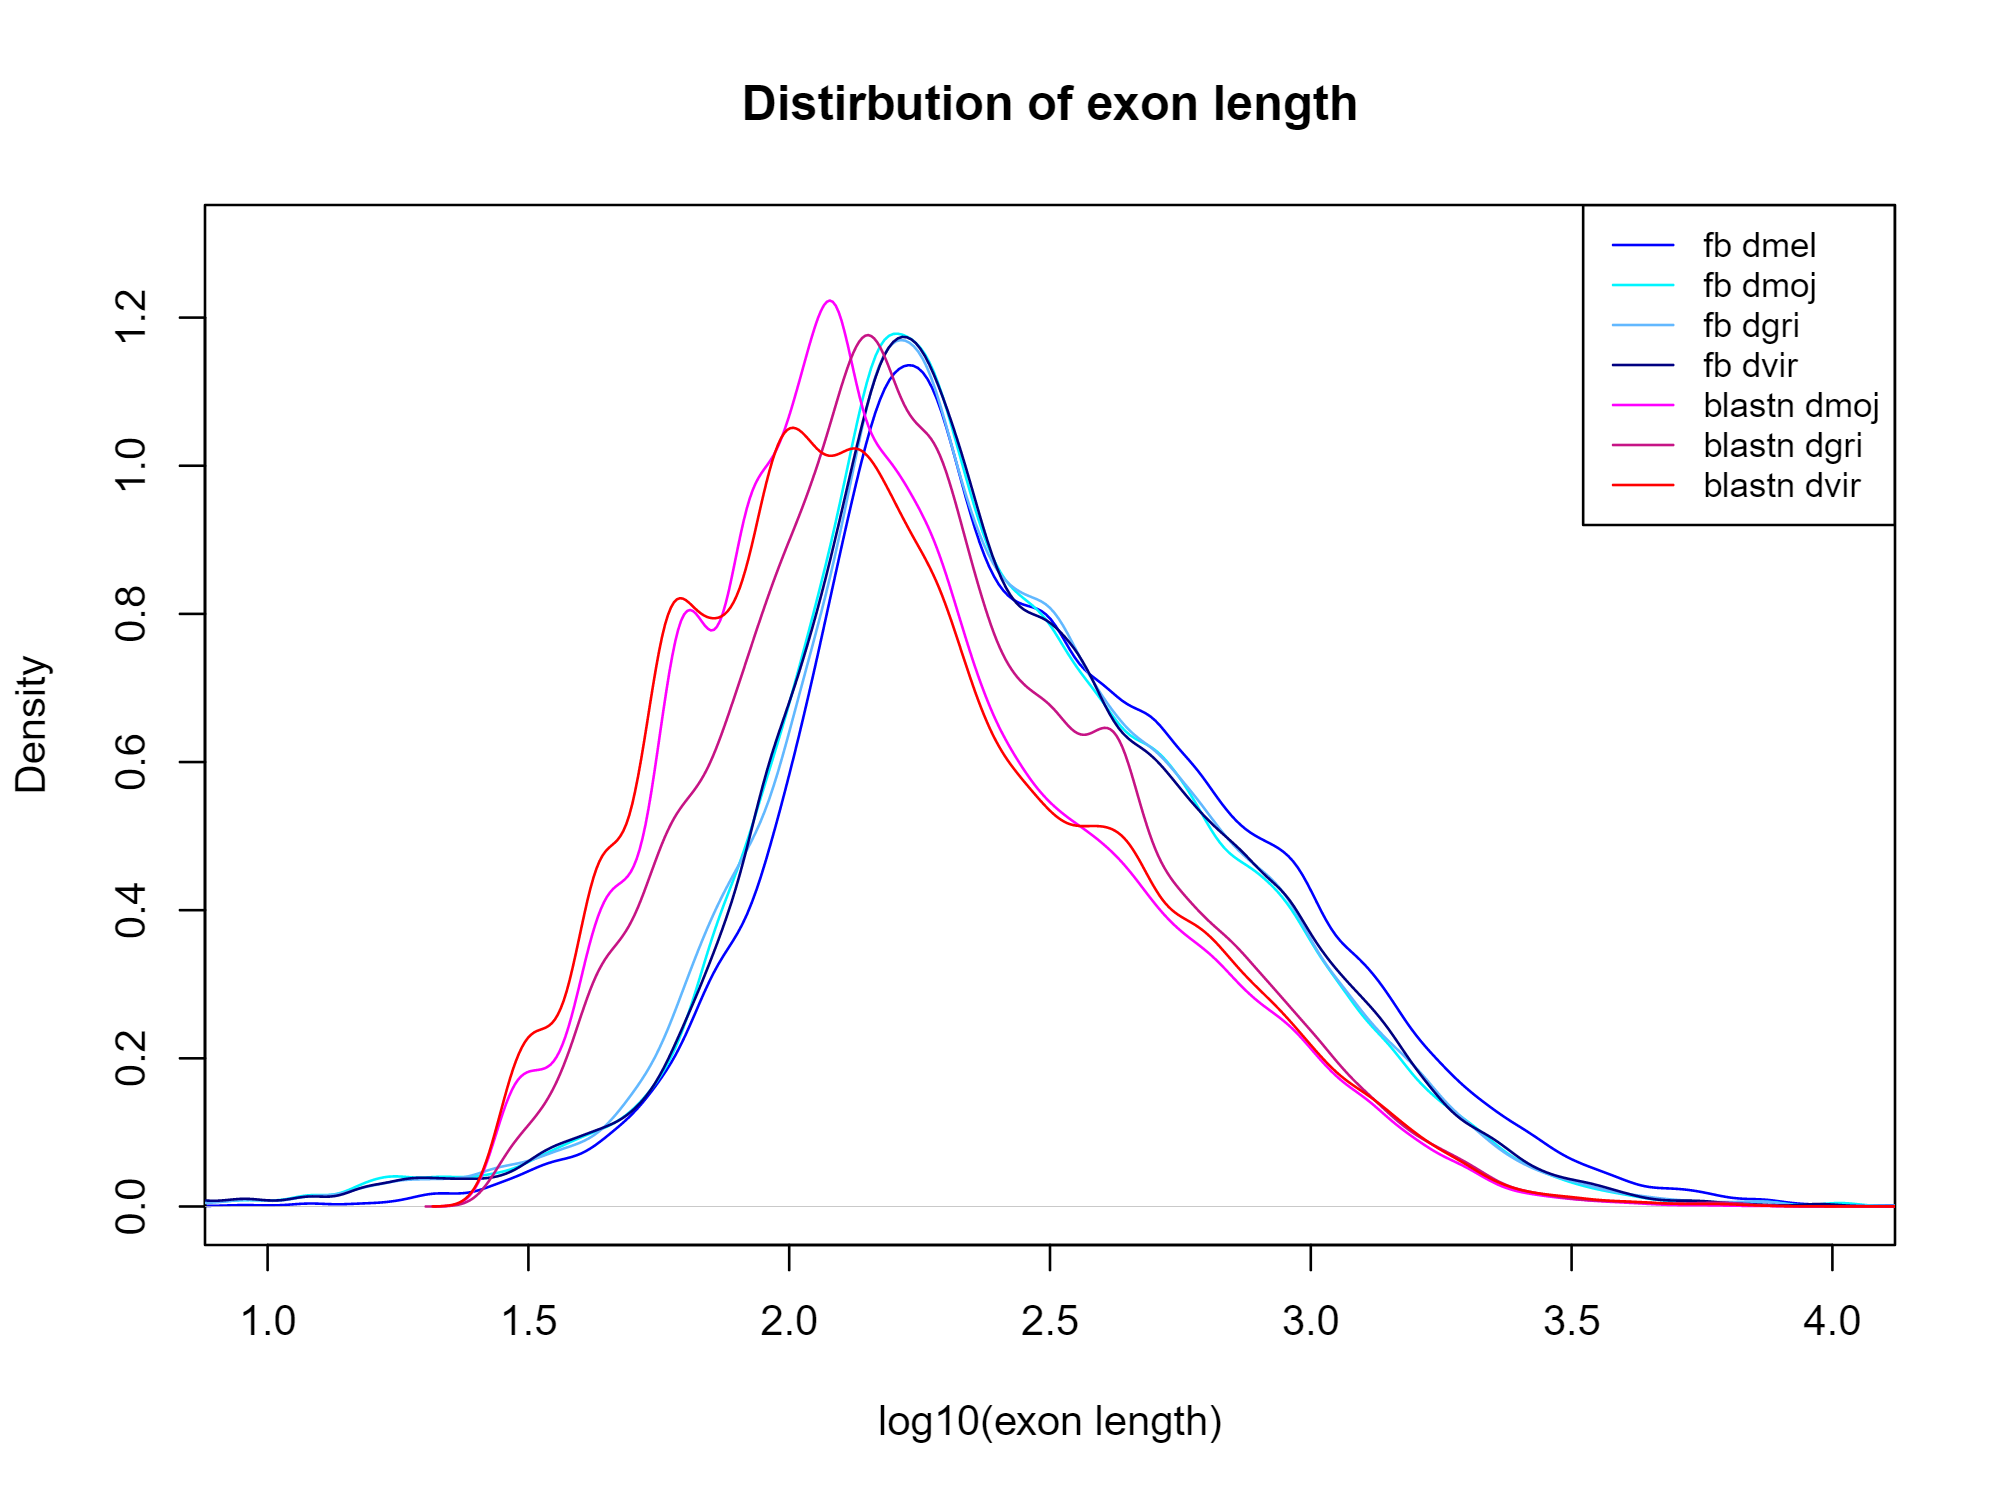 Distirbution of exon length
fb dmel
fb dmoj
fb dgri
fb dvir
blastn dmoj
blastn dgri
blastn dvir
Density
1.2
1.0
0.8
0.6
0.4
0.2
0.0
1.0 1.5 2.0 2.5 3.0 3.5 4.0
log10(exon length)